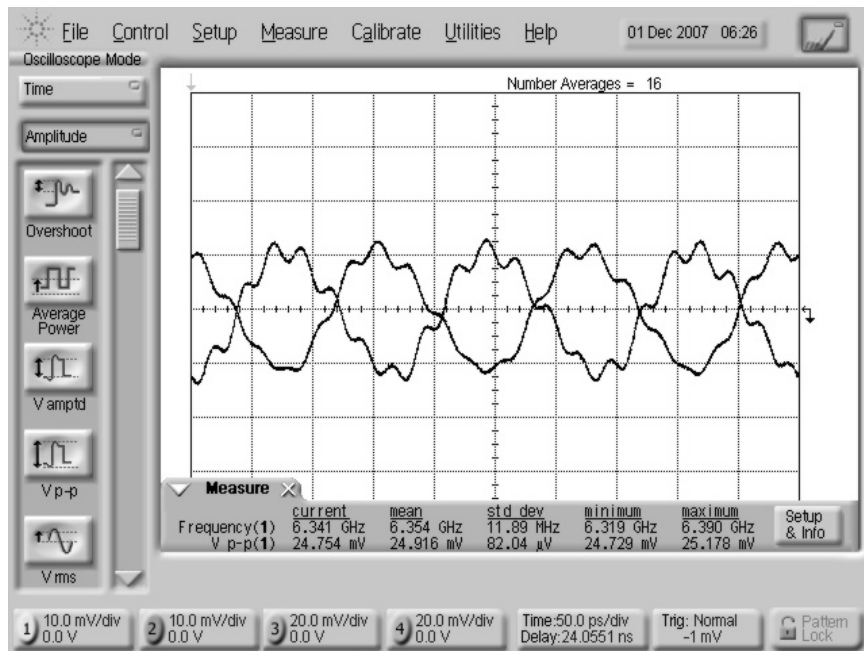 File Control Setup Measure Calibrate Utilities Help 01 Dec 2007 06:26
Oscilloscope Mode
Time
Amplitude
Overshoot
Average
Power
V amptd
V p-p
V rms
Number Averages = 16
Measure
current mean std dev minimum maximum
Frequency(1) 6.341 GHz 6.354 GHz 11.89 MHz 6.319 GHz 6.390 GHz
V p-p(1) 24.754 mV 24.916 mV 82.04 µV 24.729 mV 25.178 mV
Setup
& Info
1 10.0 mV/div
0.0 V
2 10.0 mV/div
0.0 V
3 20.0 mV/div
0.0 V
4 20.0 mV/div
0.0 V
Time:50.0 ps/div
Delay:24.0551 ns
Trig: Normal
-1 mV
Pattern
Lock